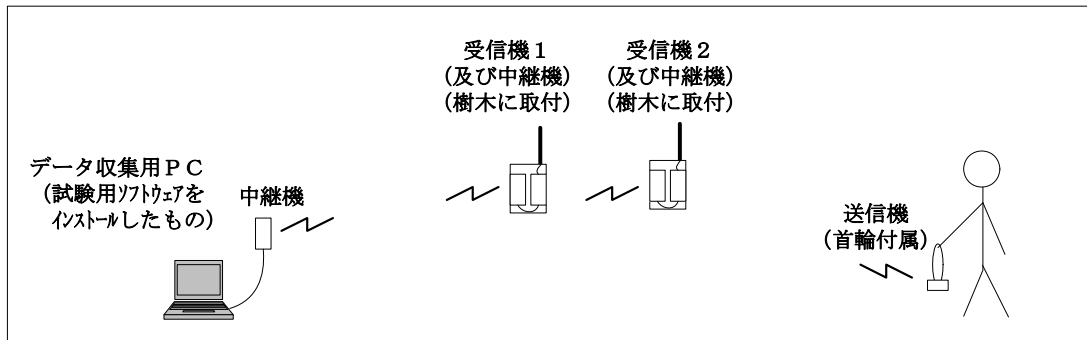 受信機１
(及び中継機)
(樹木に取付)
受信機２
(及び中継機)
(樹木に取付)
データ収集用ＰＣ
(試験用ｿﾌﾄｳｪｱを
ｲﾝｽﾄｰﾙしたもの)
中継機
送信機
(首輪付属)